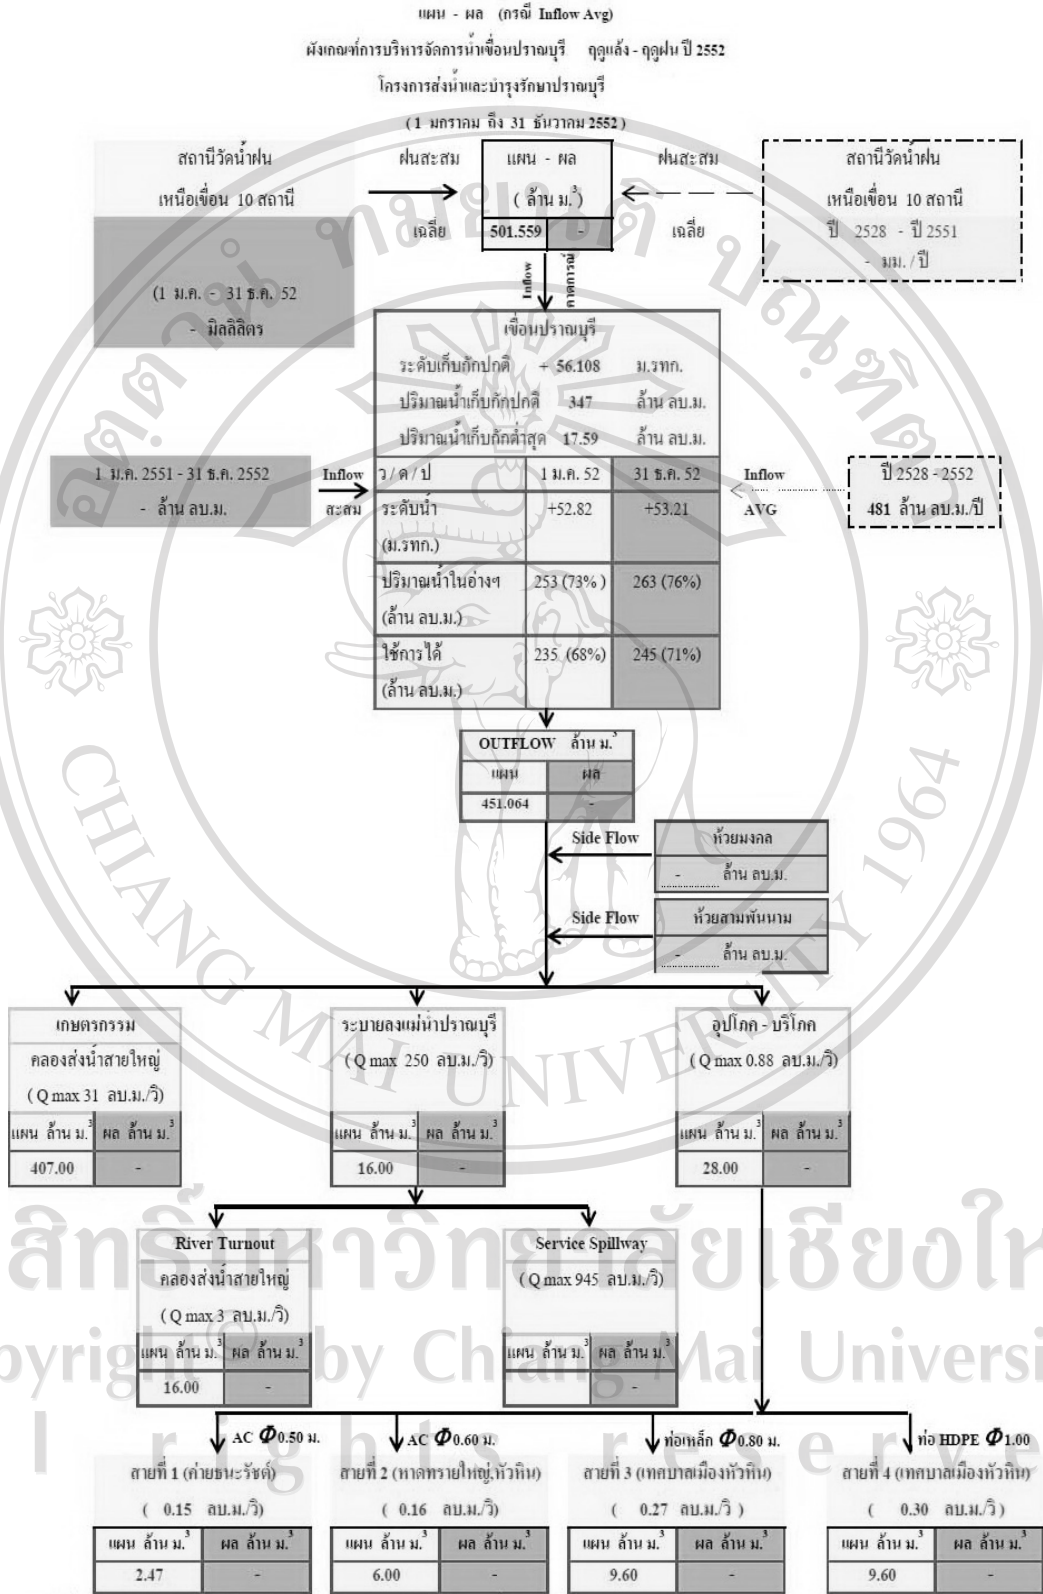 แผน - ผล (กรณี Inflow Avg)
ผังเกณฑ์การบริหารจัดการน้ำเขื่อนปราณบุรี ฤดูแล้ง - ฤดูฝน ปี 2552
โครงการส่งน้ำและบำรุงรักษาปราณบุรี
( 1 มกราคม ถึง 31 ธันวาคม 2552 )
สถานีวัดน้ำฝน
เหนือเขื่อน 10 สถานี
(1 ม.ค. - 31 ธ.ค. 52
- มิลลิลิตร
ฝนสะสม
เฉลี่ย
แผน - ผล
( ล้าน ม.³ )
501.559 -
ฝนสะสม
เฉลี่ย
สถานีวัดน้ำฝน
เหนือเขื่อน 10 สถานี
ปี 2528 - ปี 2551
- มม. / ปี
Inflow
คาดการณ์
เขื่อนปราณบุรี
ระดับเก็บกักปกติ + 56.108 ม.รทก.
ปริมาณน้ำเก็บกักปกติ 347 ล้าน ลบ.ม.
ปริมาณน้ำเก็บกักต่ำสุด 17.59 ล้าน ลบ.ม.
1 ม.ค. 2551 - 31 ธ.ค. 2552
- ล้าน ลบ.ม.
Inflow
สะสม
ว / ด / ป 1 ม.ค. 52 31 ธ.ค. 52
ระดับน้ำ +52.82 +53.21
(ม.รทก.)
ปริมาณน้ำในอ่างฯ 253 (73% ) 263 (76%)
(ล้าน ลบ.ม.)
ใช้การได้ 235 (68%) 245 (71%)
(ล้าน ลบ.ม.)
Inflow
AVG
ปี 2528 - 2552
481 ล้าน ลบ.ม./ปี
OUTFLOW ล้าน ม.³
แผน ผล
451.064 -
Side Flow
ห้วยมงคล
- ล้าน ลบ.ม.
Side Flow
ห้วยสามพันนาม
- ล้าน ลบ.ม.
เกษตรกรรม
คลองส่งน้ำสายใหญ่
( Q max 31 ลบ.ม./วิ)
แผน ล้าน ม.³ ผล ล้าน ม.³
407.00 -
ระบายลงแม่น้ำปราณบุรี
( Q max 250 ลบ.ม./วิ)
แผน ล้าน ม.³ ผล ล้าน ม.³
16.00 -
อุปโภค - บริโภค
( Q max 0.88 ลบ.ม./วิ)
แผน ล้าน ม.³ ผล ล้าน ม.³
28.00 -
River Turnout
คลองส่งน้ำสายใหญ่
( Q max 3 ลบ.ม./วิ)
แผน ล้าน ม.³ ผล ล้าน ม.³
16.00 -
Service Spillway
( Q max 945 ลบ.ม./วิ)
แผน ล้าน ม.³ ผล ล้าน ม.³
-
AC Φ0.50 ม.
สายที่ 1 (ค่ายธนะรัชต์)
( 0.15 ลบ.ม./วิ)
แผน ล้าน ม.³ ผล ล้าน ม.³
2.47 -
AC Φ0.60 ม.
สายที่ 2 (หาดทรายใหญ่,หัวหิน)
( 0.16 ลบ.ม./วิ)
แผน ล้าน ม.³ ผล ล้าน ม.³
6.00 -
ท่อเหล็ก Φ0.80 ม.
สายที่ 3 (เทศบาลเมืองหัวหิน)
( 0.27 ลบ.ม./วิ )
แผน ล้าน ม.³ ผล ล้าน ม.³
9.60 -
ท่อ HDPE Φ1.00
สายที่ 4 (เทศบาลเมืองหัวหิน)
( 0.30 ลบ.ม./วิ )
แผน ล้าน ม.³ ผล ล้าน ม.³
9.60 -
อตฺตานํ ทมยนฺติ ปณฺฑิตา
CHIANG MAI UNIVERSITY 1964
สิทธิ์มหาวิทยาลัยเชียงให
pyright © by Chiang Mai Universi
l rights reserve